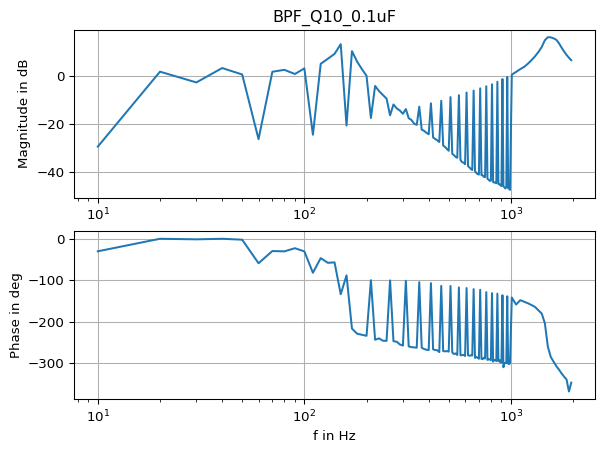 BPF_Q10_0.1uF
Magnitude in dB
0
−20
−40
10¹ 10² 10³
Phase in deg
0
−100
−200
−300
10¹ 10² 10³
f in Hz